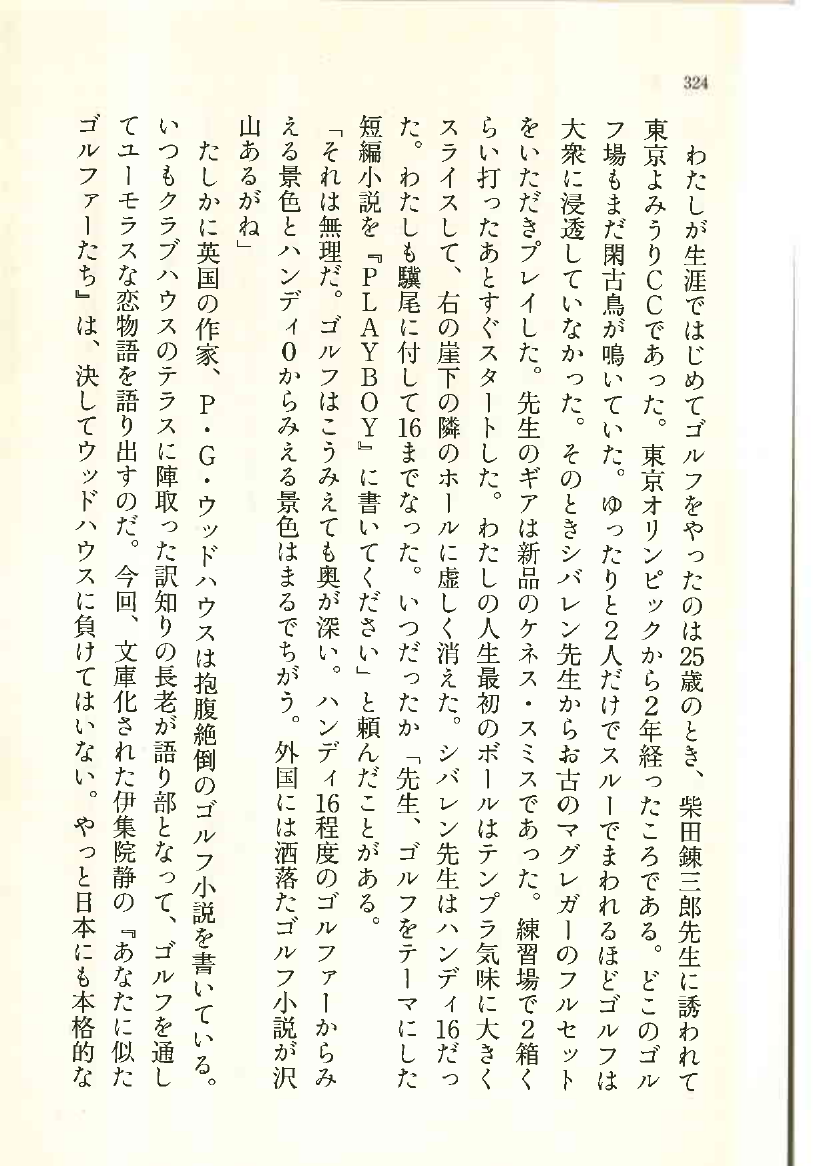 324
わたしが生涯ではじめてゴルフをやったのは25歳のとき、柴田錬三郎先生に誘われて
東京よみうりCCであった。東京オリンピックから2年経ったころである。どこのゴル
フ場もまだ閑古鳥が鳴いていた。ゆったりと2人だけでスルーでまわれるほどゴルフは
大衆に浸透していなかった。そのときシバレン先生からお古のマグレガーのフルセット
をいただきプレイした。先生のギアは新品のケネス・スミスであった。練習場で2箱く
らい打ったあとすぐスタートした。わたしの人生最初のボールはテンプラ気味に大きく
スライスして、右の崖下の隣のホールに虚しく消えた。シバレン先生はハンディ16だっ
た。わたしも驥尾に付して16までなった。いつだったか「先生、ゴルフをテーマにした
短編小説を『PLAYBOY』に書いてください」と頼んだことがある。
「それは無理だ。ゴルフはこうみえても奥が深い。ハンディ16程度のゴルファーからみ
える景色とハンディ0からみえる景色はまるでちがう。外国には洒落たゴルフ小説が沢
山あるがね」
たしかに英国の作家、P・G・ウッドハウスは抱腹絶倒のゴルフ小説を書いている。
いつもクラブハウスのテラスに陣取った訳知りの長老が語り部となって、ゴルフを通し
てユーモラスな恋物語を語り出すのだ。今回、文庫化された伊集院静の『あなたに似た
ゴルファーたち』は、決してウッドハウスに負けてはいない。やっと日本にも本格的な